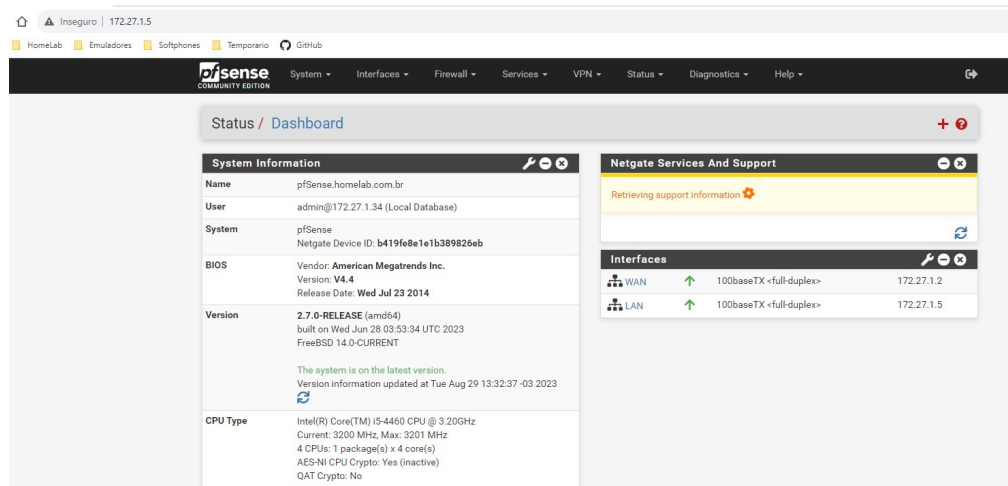 Inseguro | 172.27.1.5
HomeLab Emuladores Softphones Temporario GitHub
pfsense System Interfaces Firewall Services VPN Status Diagnostics Help
COMMUNITY EDITION
Status / Dashboard
System Information
Name pfSense.homelab.com.br
User admin@172.27.1.34 (Local Database)
System pfSense
Netgate Device ID: b419fe8e1e1b389826eb
BIOS Vendor: American Megatrends Inc.
Version: V4.4
Release Date: Wed Jul 23 2014
Version 2.7.0-RELEASE (amd64)
built on Wed Jun 28 03:53:34 UTC 2023
FreeBSD 14.0-CURRENT
The system is on the latest version.
Version information updated at Tue Aug 29 13:32:37 -03 2023
CPU Type Intel(R) Core(TM) i5-4460 CPU @ 3.20GHz
Current: 3200 MHz, Max: 3201 MHz
4 CPUs: 1 package(s) x 4 core(s)
AES-NI CPU Crypto: Yes (inactive)
QAT Crypto: No
Netgate Services And Support
Retrieving support information
Interfaces
WAN 100baseTX <full-duplex> 172.27.1.2
LAN 100baseTX <full-duplex> 172.27.1.5